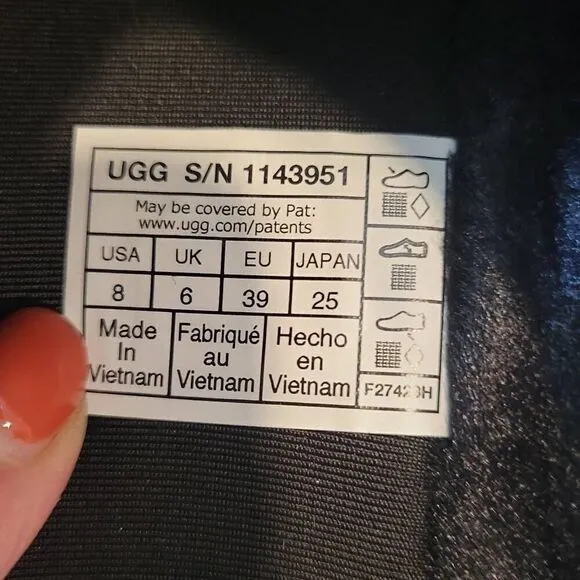 UGG S/N 1143951
May be covered by Pat:
www.ugg.com/patents
USA UK EU JAPAN
8 6 39 25
Made In Vietnam
Fabriqué au Vietnam
Hecho en Vietnam